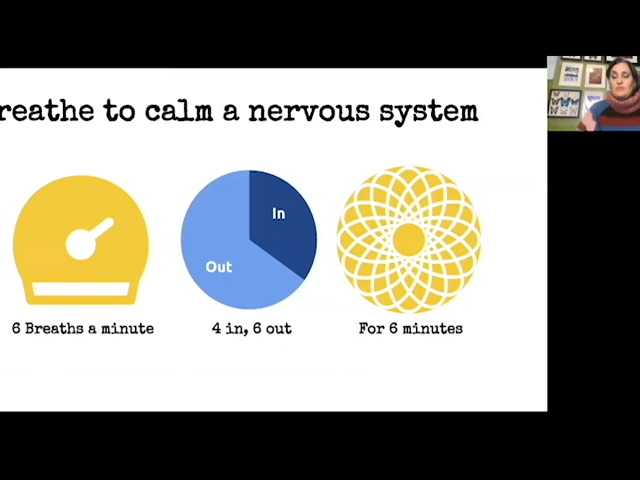 reathe to calm a nervous system
In
Out
6 Breaths a minute
4 in, 6 out
For 6 minutes